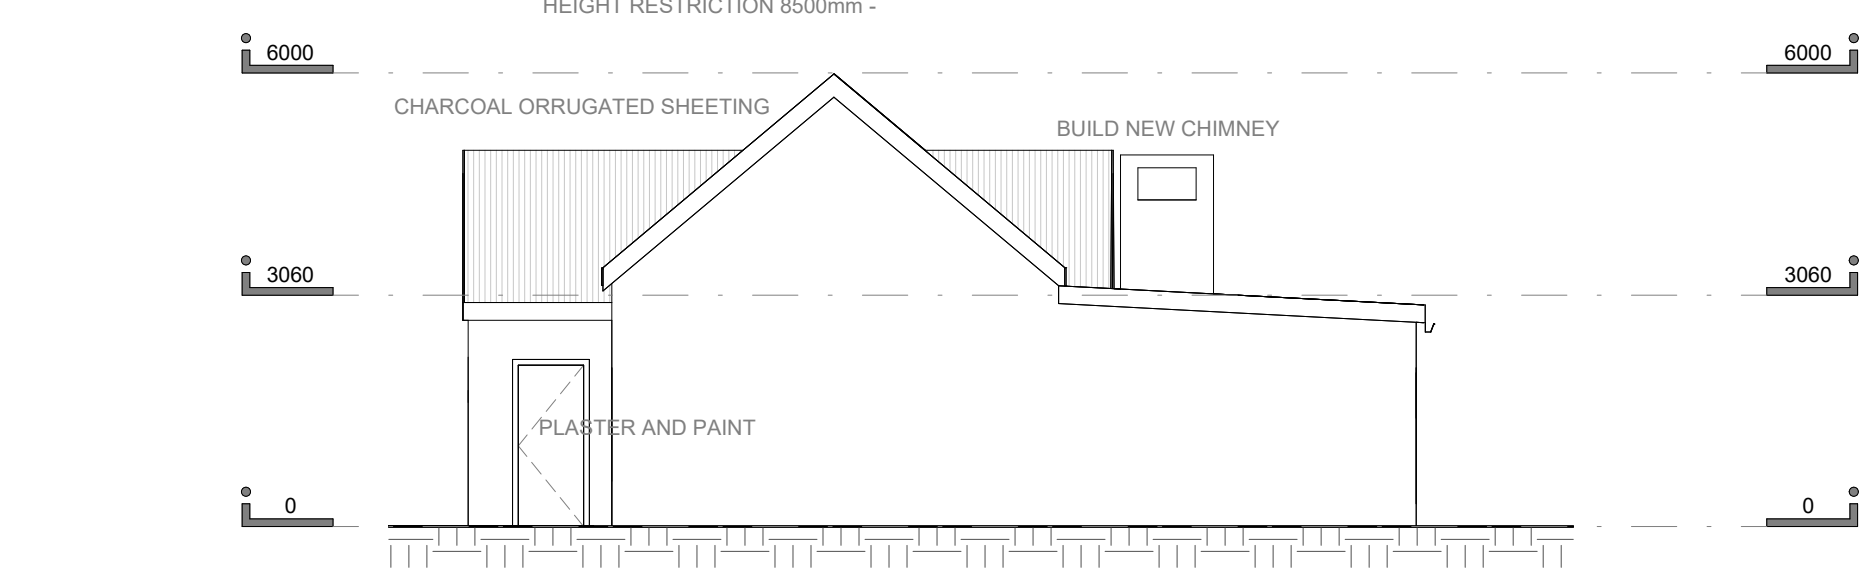 HEIGHT RESTRICTION 8500mm -
6000 6000
CHARCOAL ORRUGATED SHEETING
BUILD NEW CHIMNEY
3060 3060
PLASTER AND PAINT
0 0